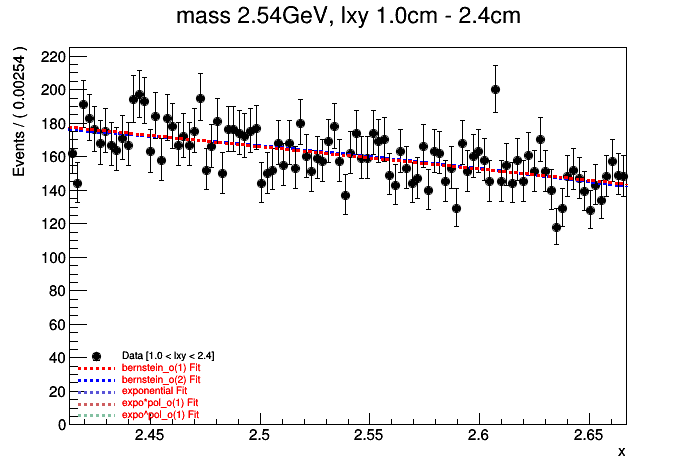 mass 2.54GeV, lxy 1.0cm - 2.4cm
Events / ( 0.00254 )
220
200
180
160
140
120
100
80
60
40
20
0
Data [1.0 < lxy < 2.4]
bernstein_o(1) Fit
bernstein_o(2) Fit
exponential Fit
expo*pol_o(1) Fit
expo^pol_o(1) Fit
2.45
2.5
2.55
2.6
2.65
x